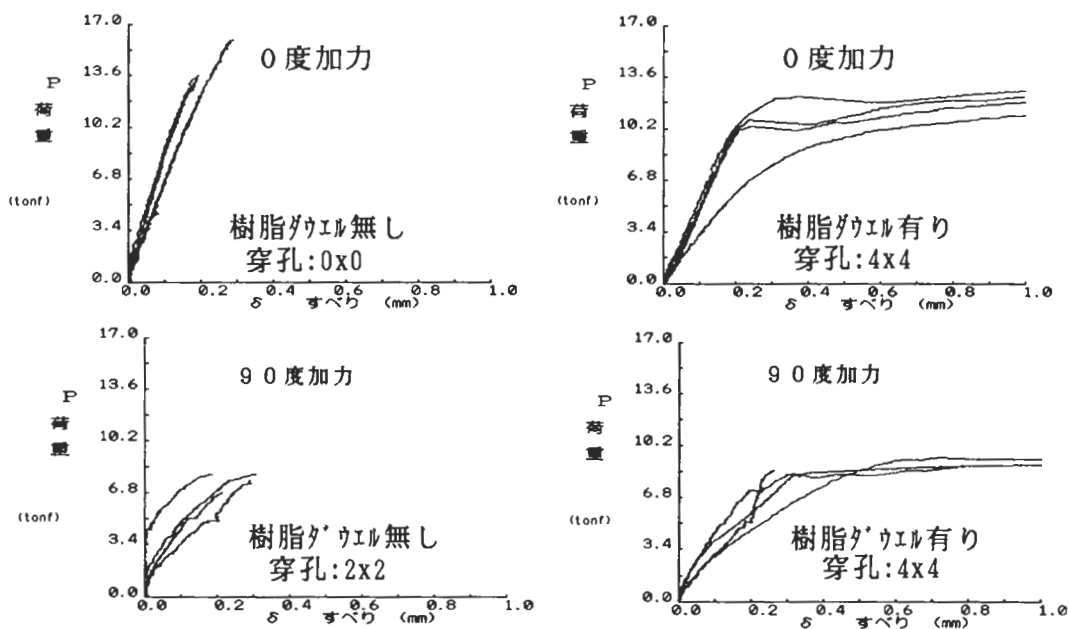 17.0
13.6
10.2
6.8
3.4
0.0
P
荷
重
(tonf)
0度加力
樹脂ﾀﾞｳｴﾙ無し
穿孔:0x0
0.0 0.2 0.4 0.6 0.8 1.0
δ すべり (mm)
17.0
13.6
10.2
6.8
3.4
0.0
P
荷
重
(tonf)
0度加力
樹脂ﾀﾞｳｴﾙ有り
穿孔:4x4
0.0 0.2 0.4 0.6 0.8 1.0
δ すべり (mm)
17.0
13.6
10.2
6.8
3.4
0.0
P
荷
重
(tonf)
90度加力
樹脂ﾀﾞｳｴﾙ無し
穿孔:2x2
0.0 0.2 0.4 0.6 0.8 1.0
δ すべり (mm)
17.0
13.6
10.2
6.8
3.4
0.0
P
荷
重
(tonf)
90度加力
樹脂ﾀﾞｳｴﾙ有り
穿孔:4x4
0.0 0.2 0.4 0.6 0.8 1.0
δ すべり (mm)